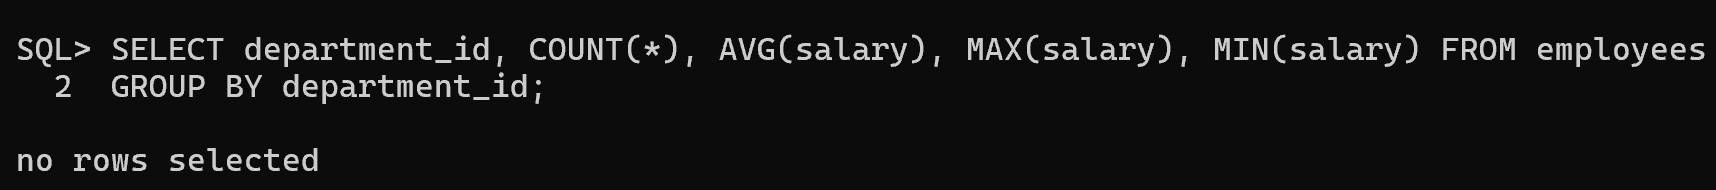 SQL> SELECT department_id, COUNT(*), AVG(salary), MAX(salary), MIN(salary) FROM employees
  2  GROUP BY department_id;

no rows selected